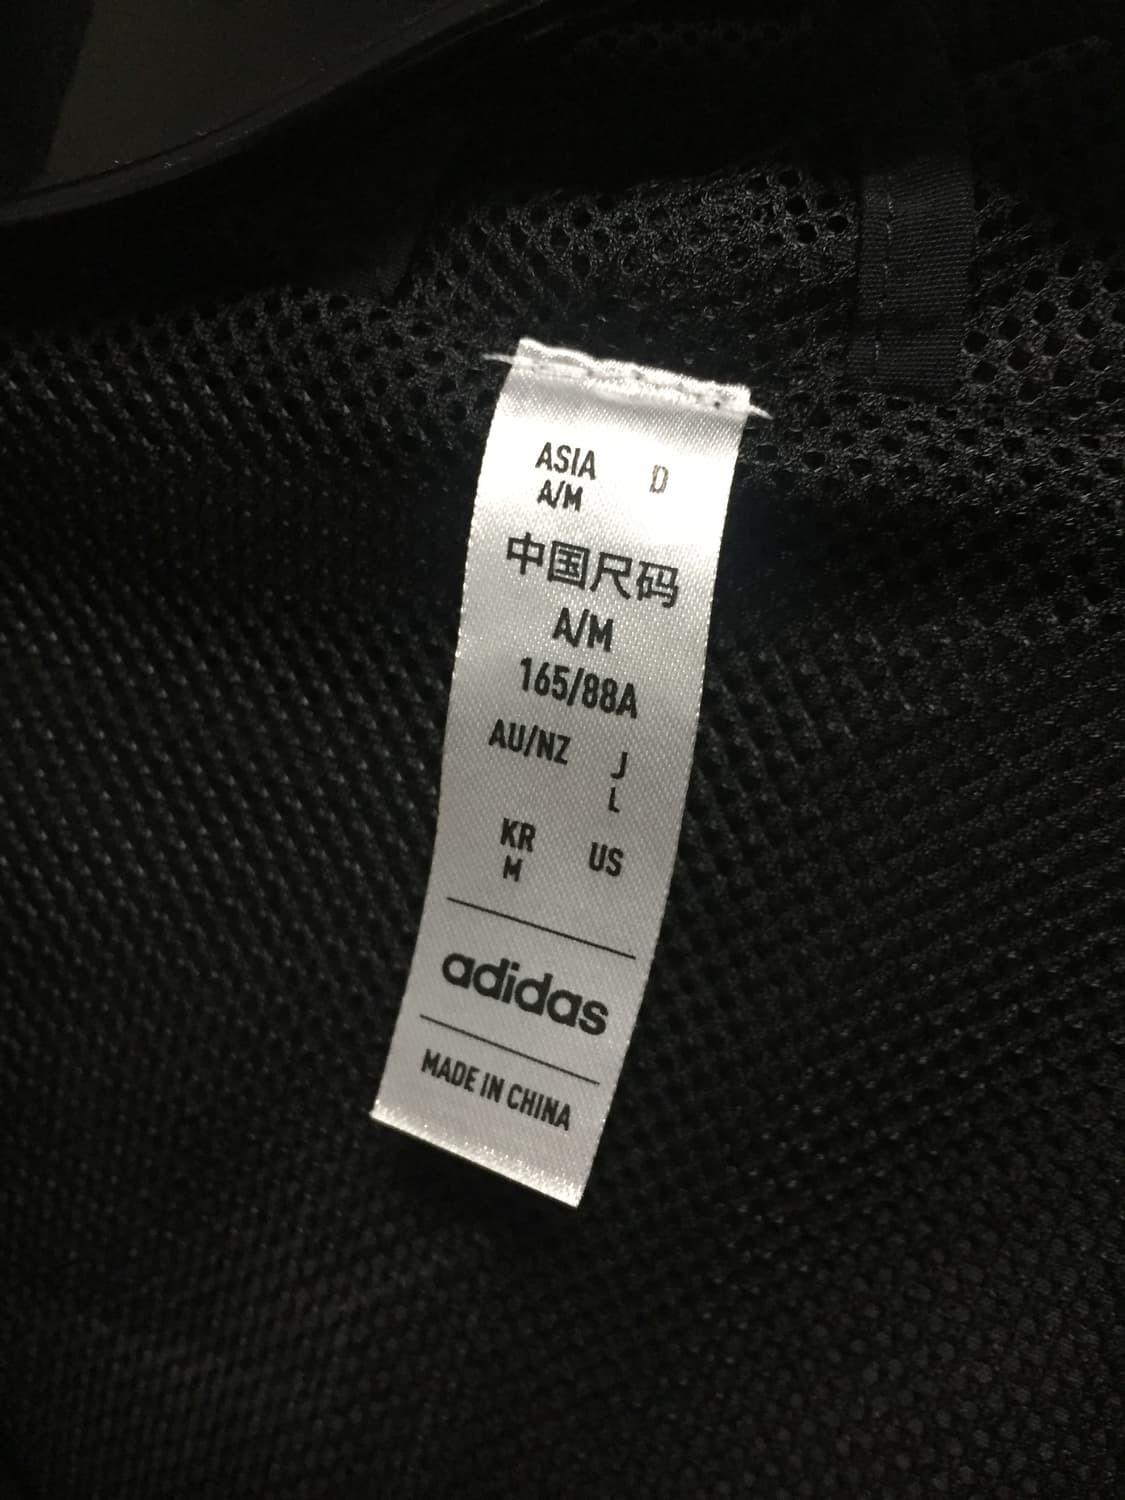 ASIA D
A/M
中国尺码
A/M
165/88A
AU/NZ J
L
KR US
M
adidas
MADE IN CHINA